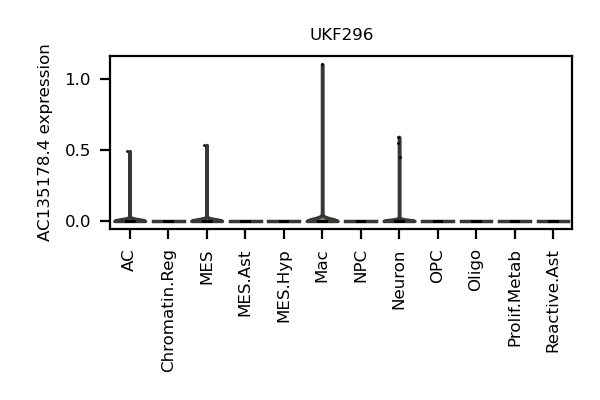 UKF296
AC135178.4 expression
1.0
0.5
0.0
AC
Chromatin.Reg
MES
MES.Ast
MES.Hyp
Mac
NPC
Neuron
OPC
Oligo
Prolif.Metab
Reactive.Ast